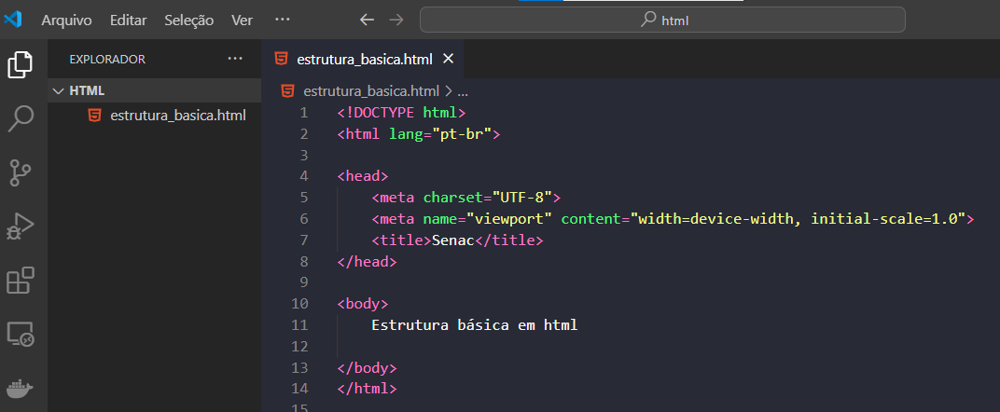 Arquivo Editar Seleção Ver ··· html
EXPLORADOR ···
HTML
estrutura_basica.html
estrutura_basica.html
estrutura_basica.html > ...
1 <!DOCTYPE html>
2 <html lang="pt-br">
3
4 <head>
5     <meta charset="UTF-8">
6     <meta name="viewport" content="width=device-width, initial-scale=1.0">
7     <title>Senac</title>
8 </head>
9
10 <body>
11     Estrutura básica em html
12
13 </body>
14 </html>
15